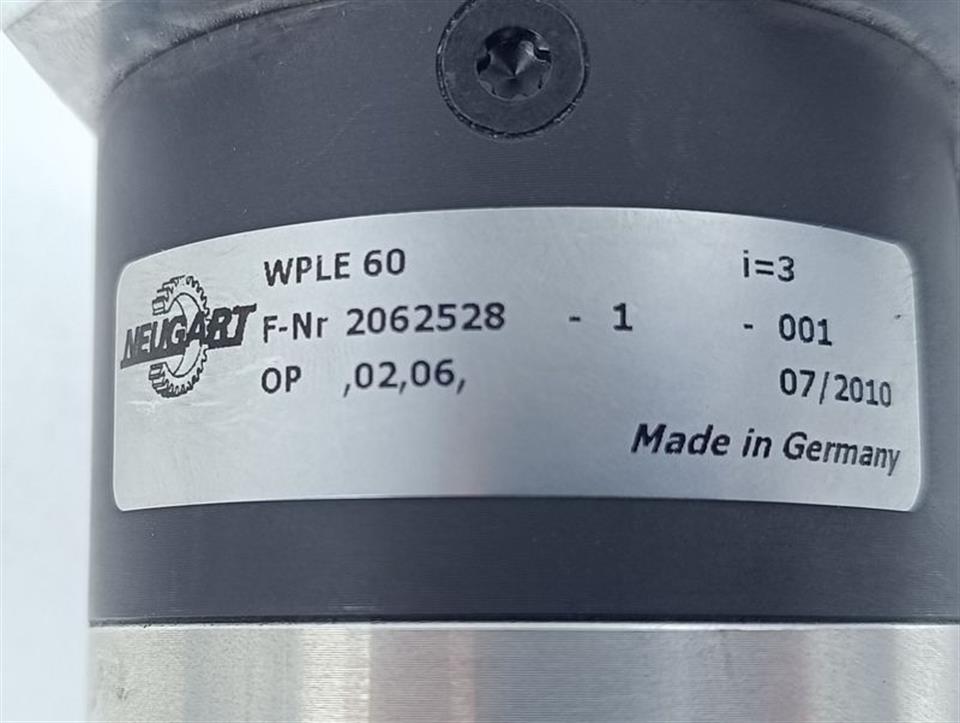 NEUGART
WPLE 60 i=3
F-Nr 2062528 - 1 - 001
OP ,02,06, 07/2010
Made in Germany